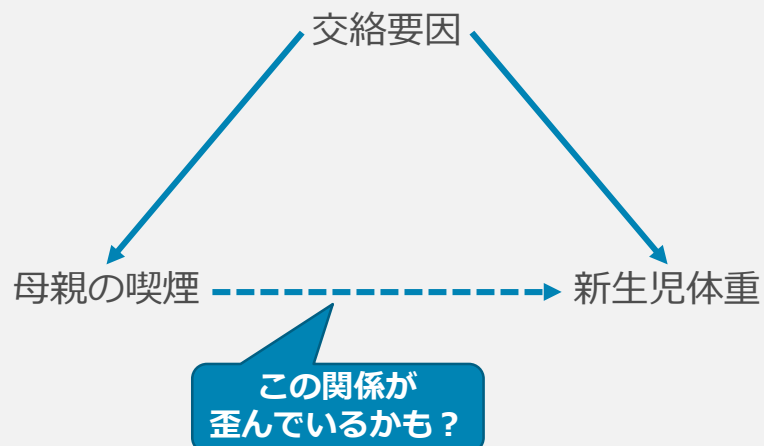 交絡要因
母親の喫煙
新生児体重
この関係が
歪んでいるかも？